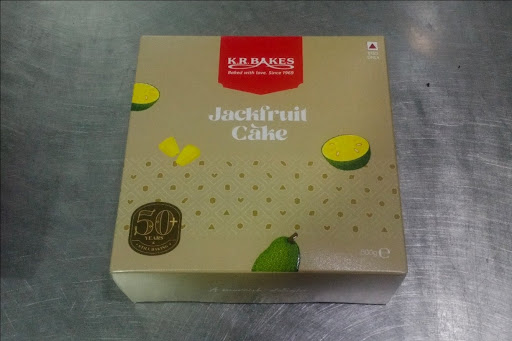 K.R.BAKES
Baked with love. Since 1969
Jackfruit
Cake
50+
YEARS